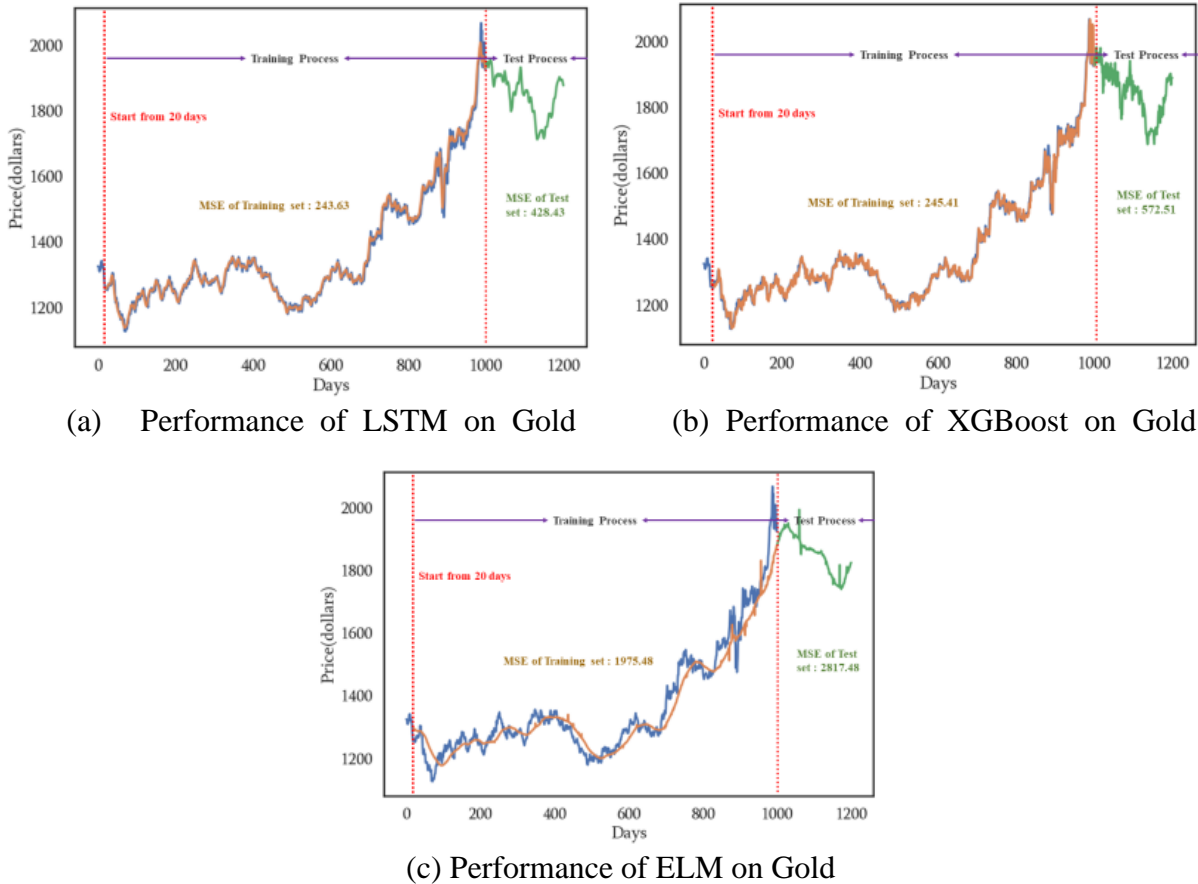 2000
1800
1600
1400
1200
Price(dollars)
Training Process
Test Process
Start from 20 days
MSE of Training set : 243.63
MSE of Test
set : 428.43
0 200 400 600 800 1000 1200
Days
(a) Performance of LSTM on Gold
2000
1800
1600
1400
1200
Price(dollars)
Training Process
Test Process
Start from 20 days
MSE of Training set : 245.41
MSE of Test
set : 572.51
0 200 400 600 800 1000 1200
Days
(b) Performance of XGBoost on Gold
2000
1800
1600
1400
1200
Price(dollars)
Training Process
Test Process
Start from 20 days
MSE of Training set : 1975.48
MSE of Test
set : 2817.48
0 200 400 600 800 1000 1200
Days
(c) Performance of ELM on Gold